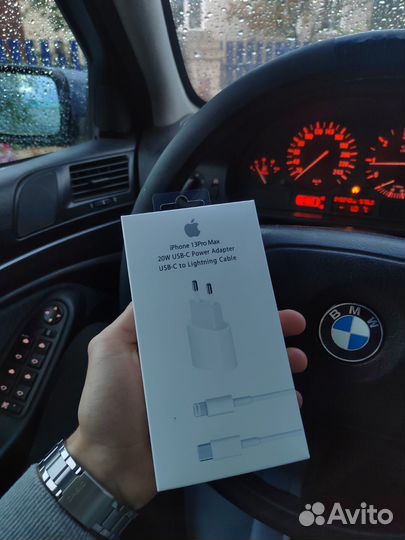 iPhone 13Pro Max
20W USB-C Power Adapter
USB-C to Lightning Cable
BMW
Avito